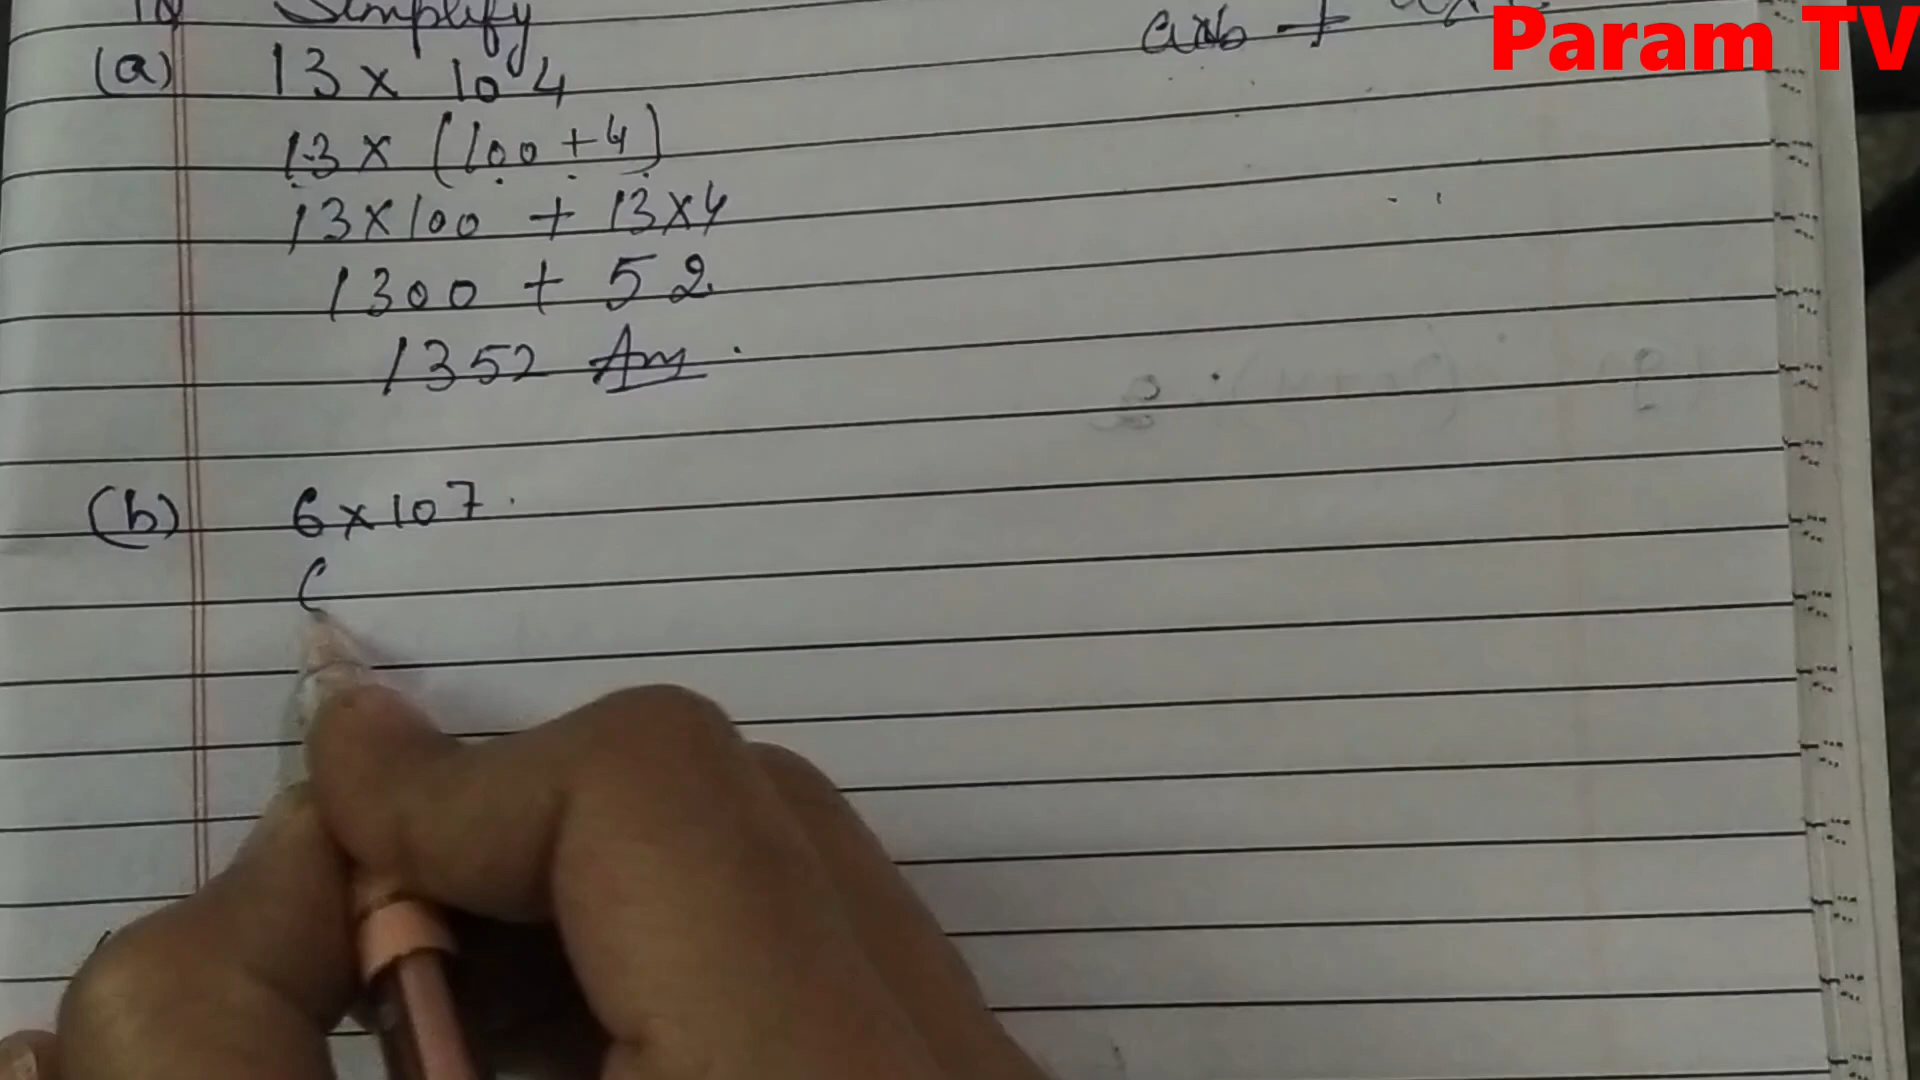 Simplify
a×b +
Param TV
(a) 13 × 104
13 × (100 + 4)
13×100 + 13×4
1300 + 52
1352 Ans.
(b) 6×107.